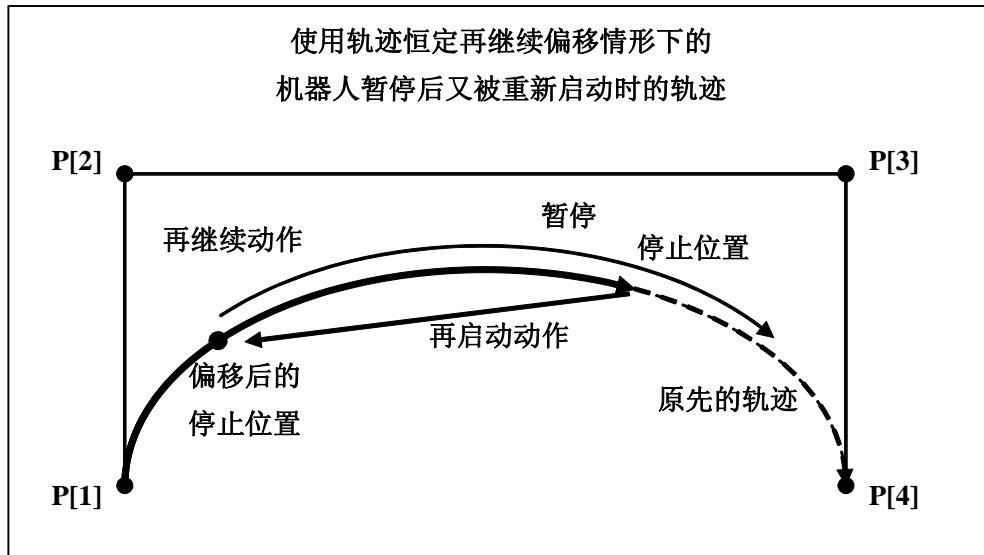 使用轨迹恒定再继续偏移情形下的
机器人暂停后又被重新启动时的轨迹
P[2]
P[3]
暂停
再继续动作
停止位置
再启动动作
偏移后的
停止位置
原先的轨迹
P[1]
P[4]